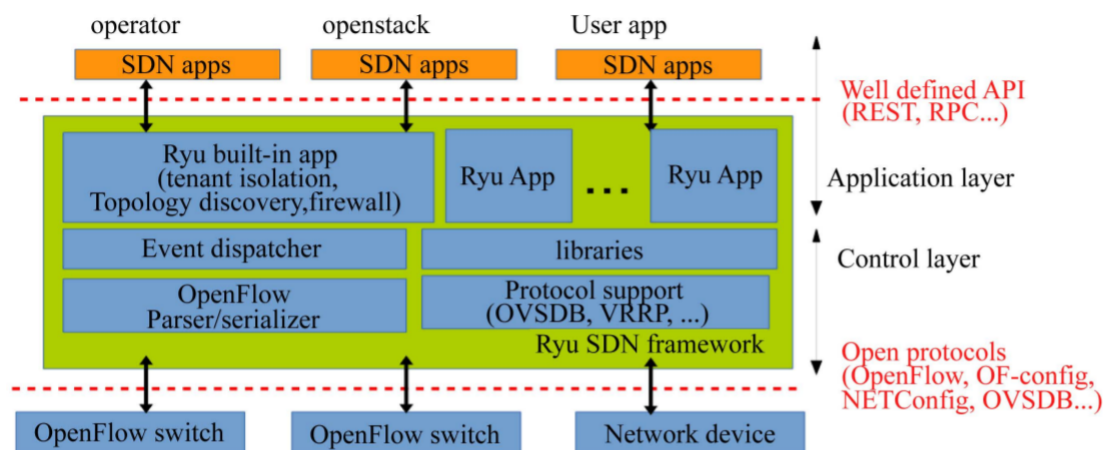 operator
openstack
User app
SDN apps
SDN apps
SDN apps
Well defined API
(REST, RPC...)
Ryu built-in app
(tenant isolation,
Topology discovery,firewall)
Ryu App
...
Ryu App
Application layer
Event dispatcher
libraries
Control layer
OpenFlow
Parser/serializer
Protocol support
(OVSDB, VRRP, ...)
Ryu SDN framework
Open protocols
(OpenFlow, OF-config,
NETConfig, OVSDB...)
OpenFlow switch
OpenFlow switch
Network device